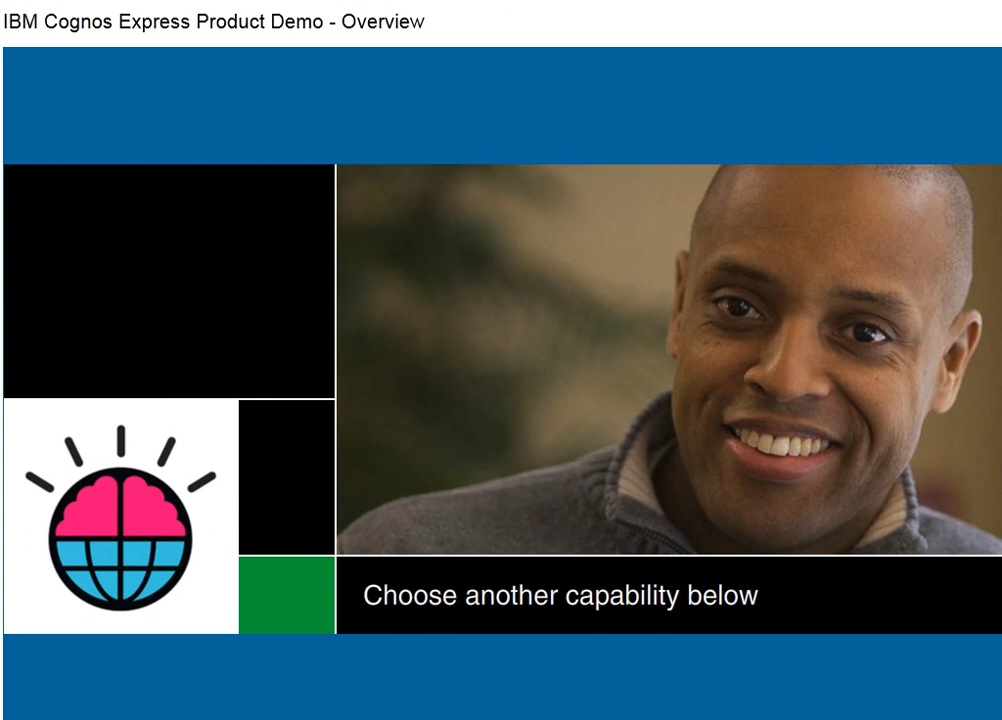 IBM Cognos Express Product Demo - Overview
Choose another capability below